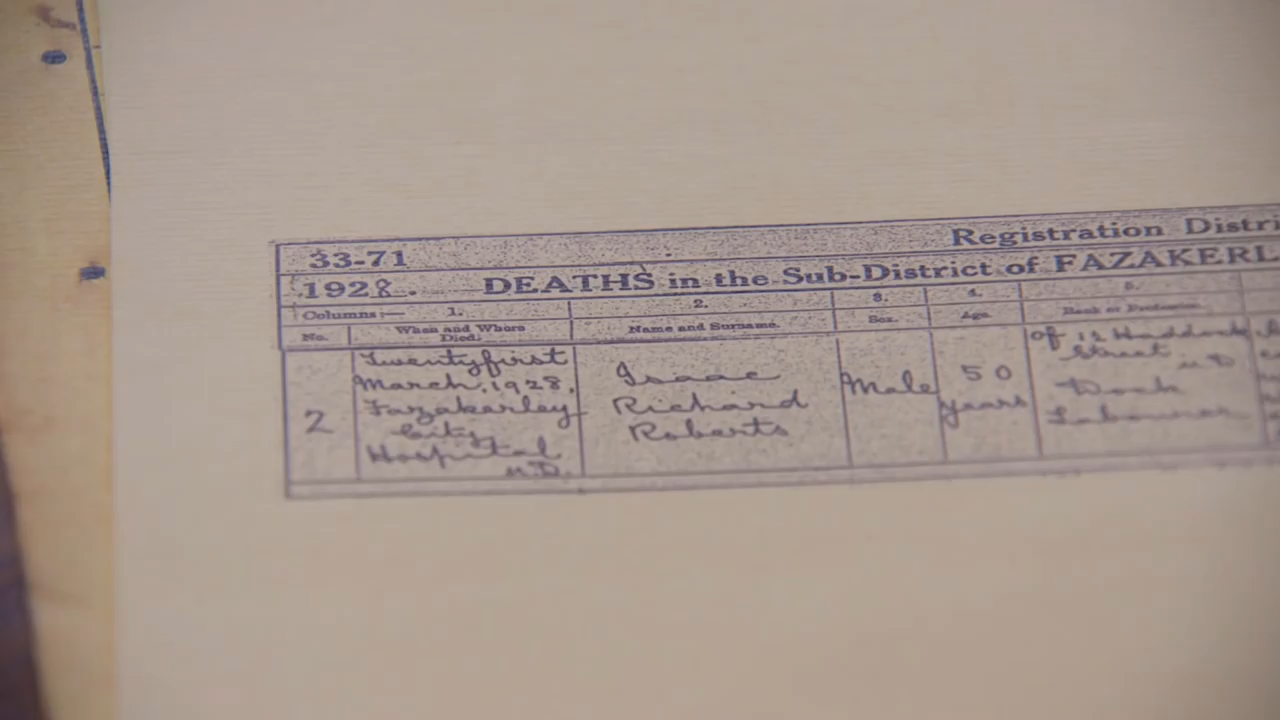 Registration Distri
33-71
1928. DEATHS in the Sub-District of FAZAKERL
Columns:— 1. 2. 3. 4. 5.
No. When and Where Died. Name and Surname. Sex. Age. Rank or Profession.
Twentyfirst
March, 1928,
Fazakerley
City
Hospital
U.D.
2
Isaac
Richard
Roberts
Male
50
years
of 12
Street
U D
Dock
Labourer